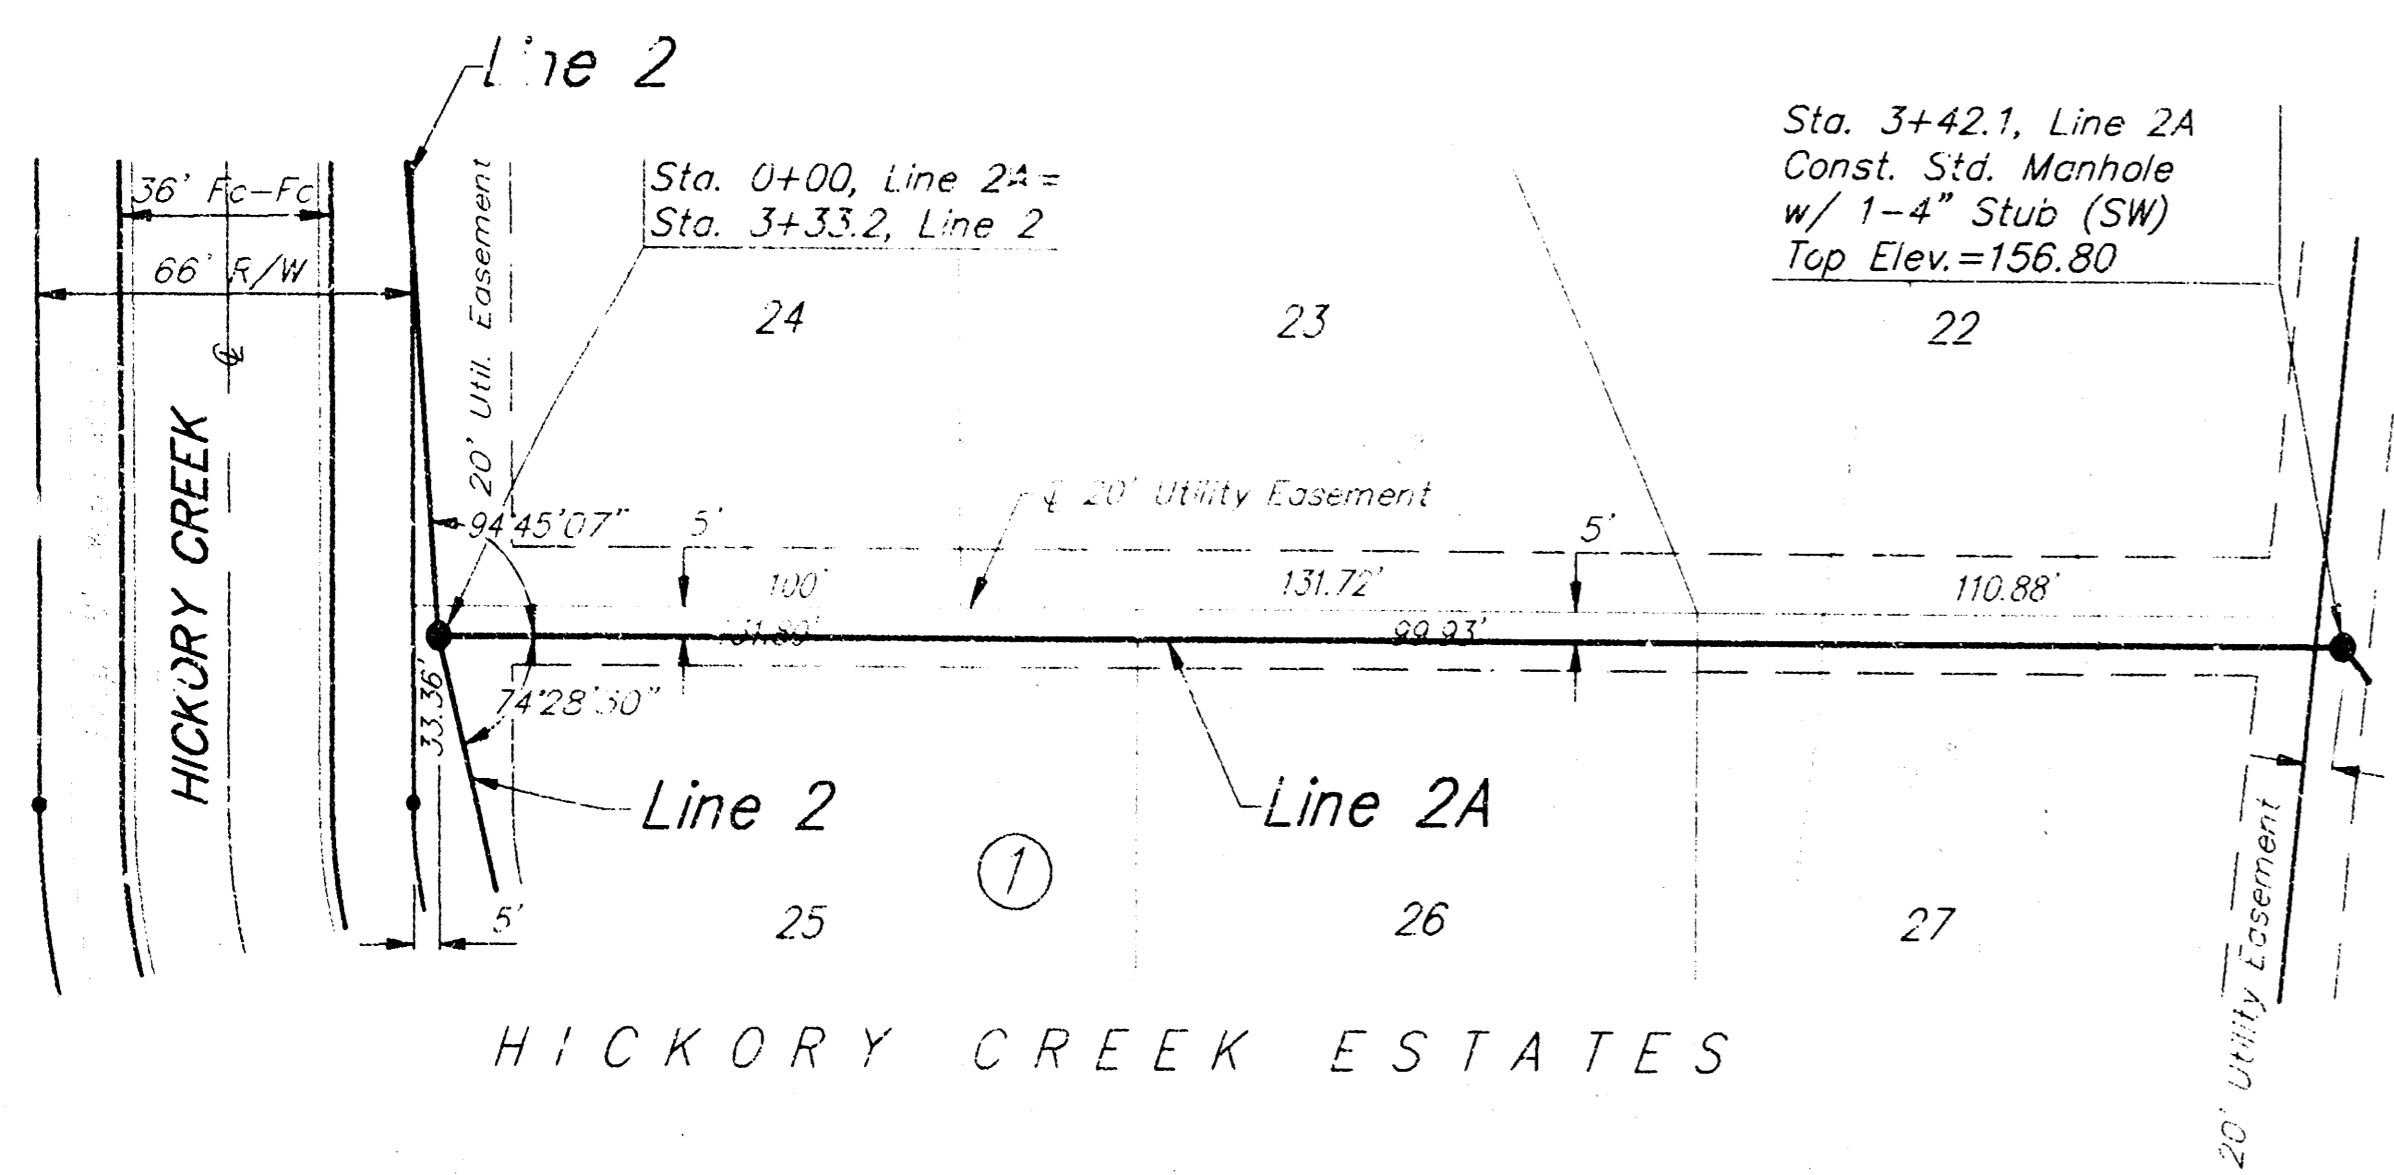 Line 2
Sta. 0+00, Line 2A =
Sta. 3+33.2, Line 2
Sta. 3+42.1, Line 2A
Const. Std. Manhole
w/ 1-4" Stub (SW)
Top Elev.=156.80
36' Fc-Fc
66' R/W
20' Util. Easement
24
23
22
HICKORY CREEK
℄ 20' Utility Easement
94°45'07"
5'
5'
100'
131.72'
110.88'
99.93'
33.36'
Line 2
Line 2A
1
5'
25
26
27
20' Utility Easement
HICKORY CREEK ESTATES